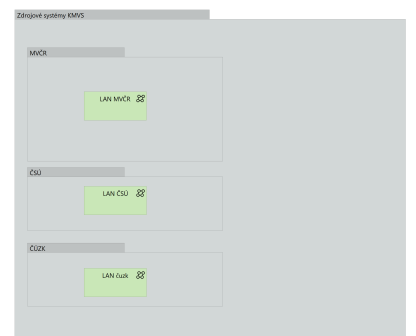 Zdrojové systémy KMVS
MVČR
LAN MVČR
ČSÚ
LAN ČSÚ
ČÚZK
LAN čuzk